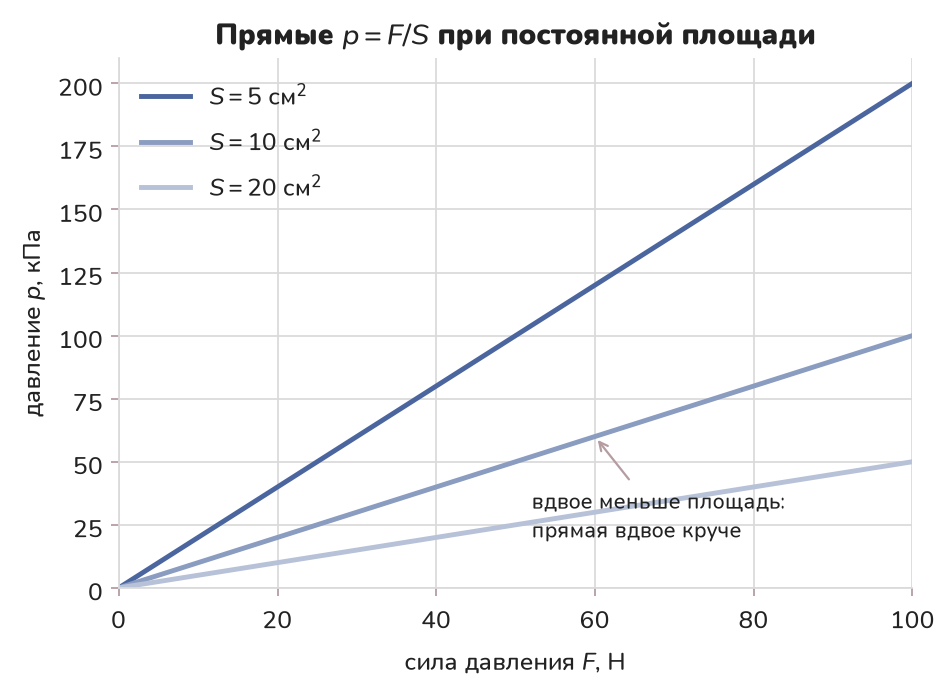 Прямые p = F/S при постоянной площади
S = 5 см²
S = 10 см²
S = 20 см²
200
175
150
125
100
75
50
25
0
давление p, кПа
вдвое меньше площадь:
прямая вдвое круче
0 20 40 60 80 100
сила давления F, Н